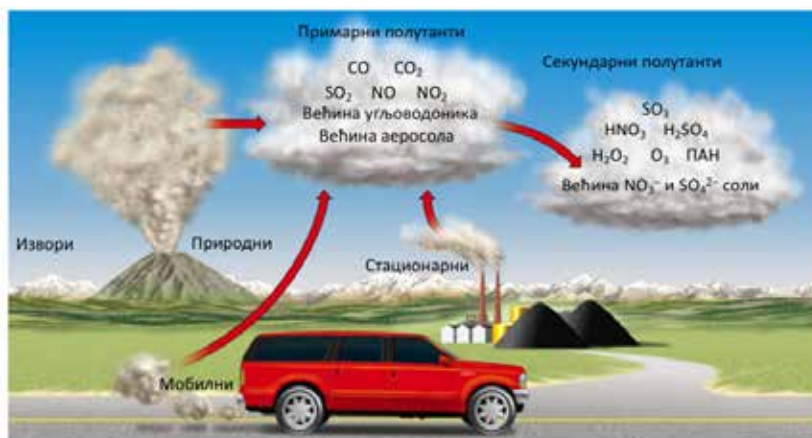 Примарни полутанти
CO CO₂
SO₂ NO NO₂
Већина угљоводоника
Већина аеросола
Секундарни полутанти
SO₃
HNO₃ H₂SO₄
H₂O₂ O₃ ПАН
Већина NO₃⁻ и SO₄²⁻ соли
Извори
Природни
Стационарни
Мобилни